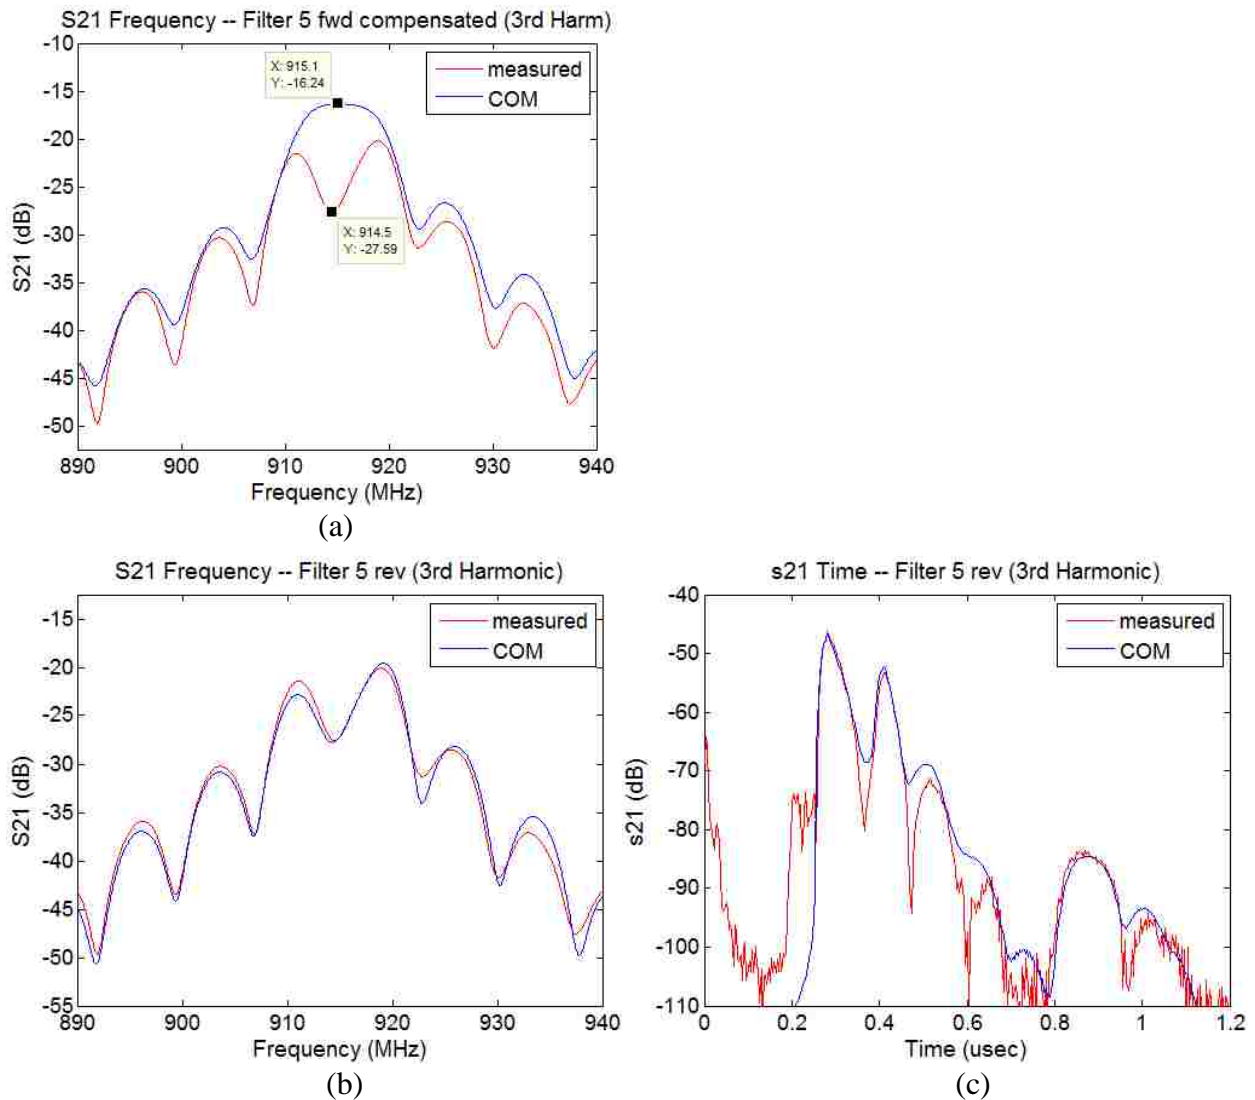 S21 Frequency -- Filter 5 fwd compensated (3rd Harm)
-10
-15
-20
-25
-30
-35
-40
-45
-50
S21 (dB)
X: 915.1
Y: -16.24
measured
COM
X: 914.5
Y: -27.59
890 900 910 920 930 940
Frequency (MHz)
(a)
S21 Frequency -- Filter 5 rev (3rd Harmonic)
-15
-20
-25
-30
-35
-40
-45
-50
-55
S21 (dB)
measured
COM
890 900 910 920 930 940
Frequency (MHz)
(b)
s21 Time -- Filter 5 rev (3rd Harmonic)
-40
-50
-60
-70
-80
-90
-100
-110
s21 (dB)
measured
COM
0 0.2 0.4 0.6 0.8 1 1.2
Time (usec)
(c)